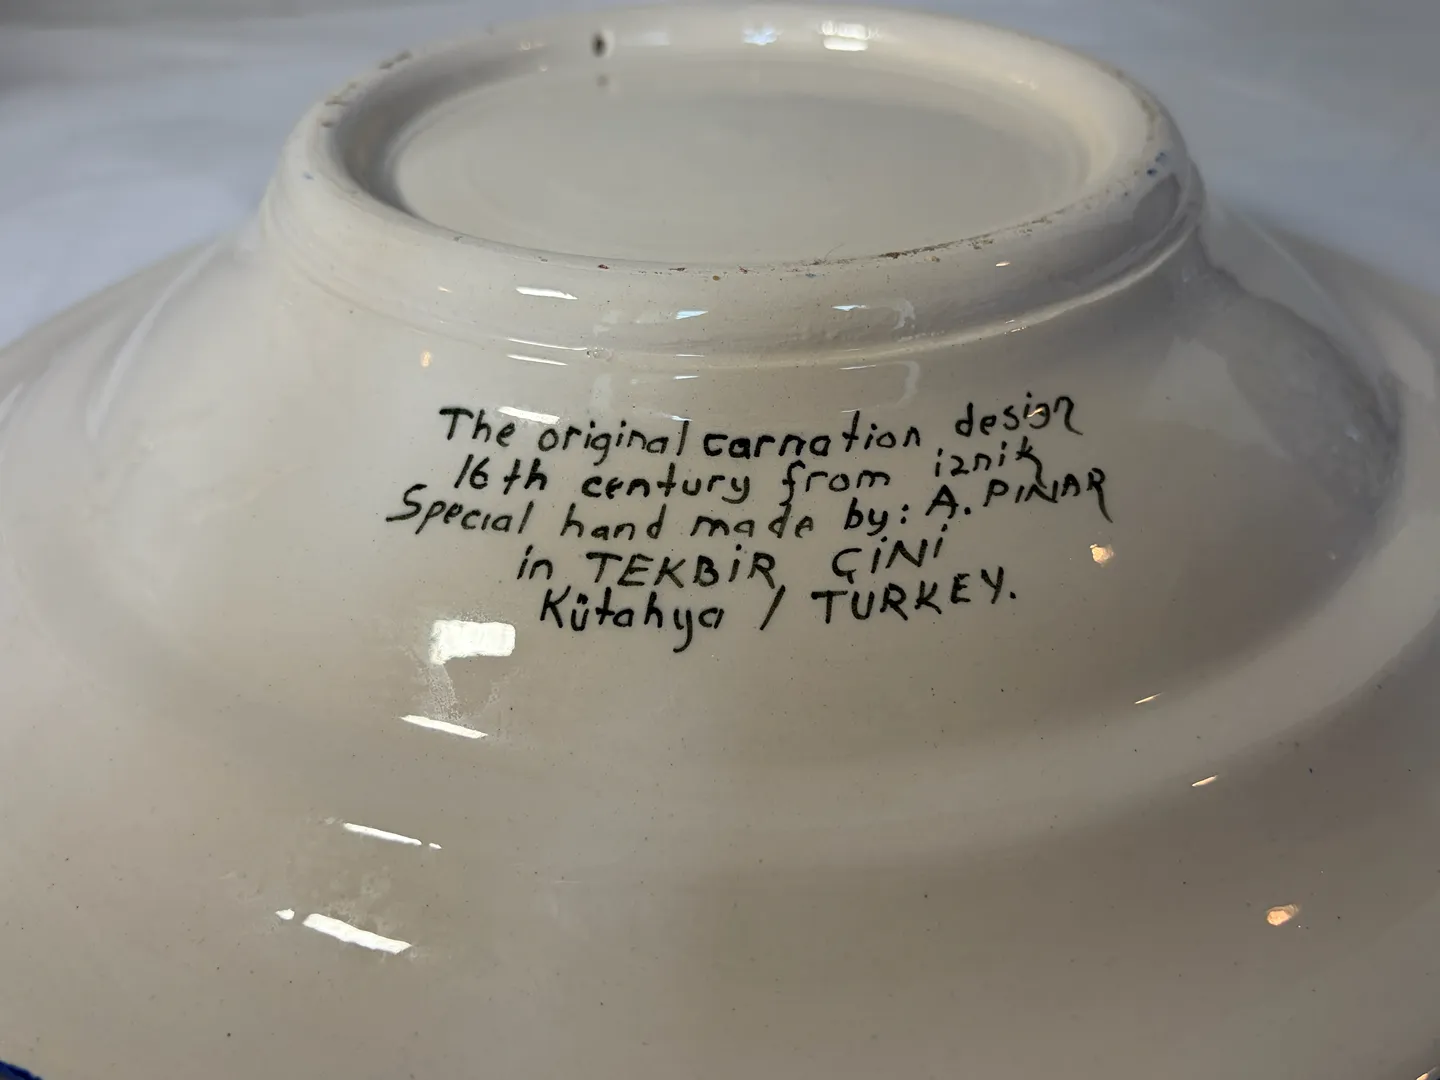 The original carnation design
16th century from iznik
Special hand made by: A. PINAR
in TEKBİR ÇİNİ
Kütahya / TURKEY.